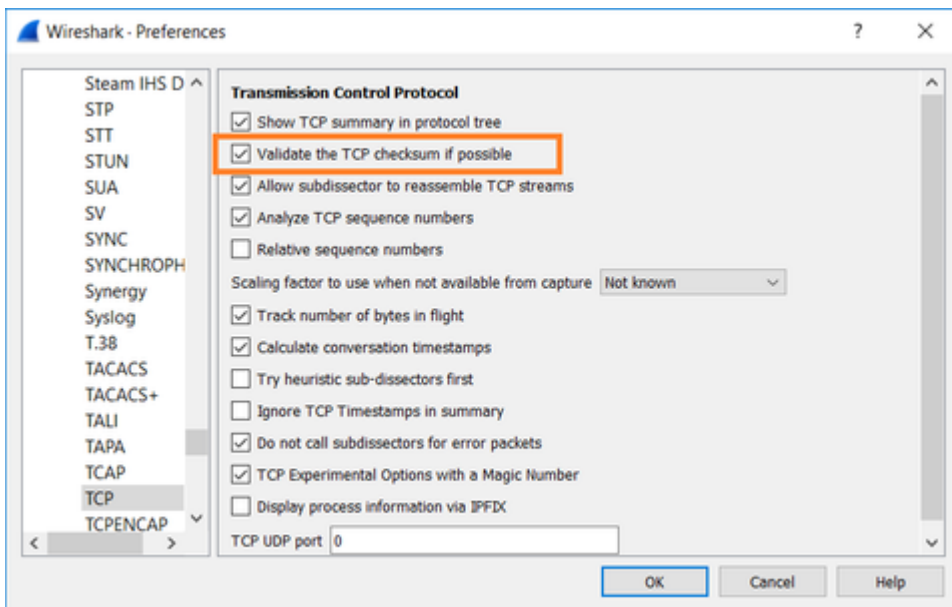 Wireshark - Preferences
?
Steam IHS D
STP
STT
STUN
SUA
SV
SYNC
SYNCHROPH
Synergy
Syslog
T.38
TACACS
TACACS+
TALI
TAPA
TCAP
TCP
TCPENCAP
Transmission Control Protocol
Show TCP summary in protocol tree
Validate the TCP checksum if possible
Allow subdissector to reassemble TCP streams
Analyze TCP sequence numbers
Relative sequence numbers
Scaling factor to use when not available from capture Not known
Track number of bytes in flight
Calculate conversation timestamps
Try heuristic sub-dissectors first
Ignore TCP Timestamps in summary
Do not call subdissectors for error packets
TCP Experimental Options with a Magic Number
Display process information via IPFIX
TCP UDP port 0
OK Cancel Help